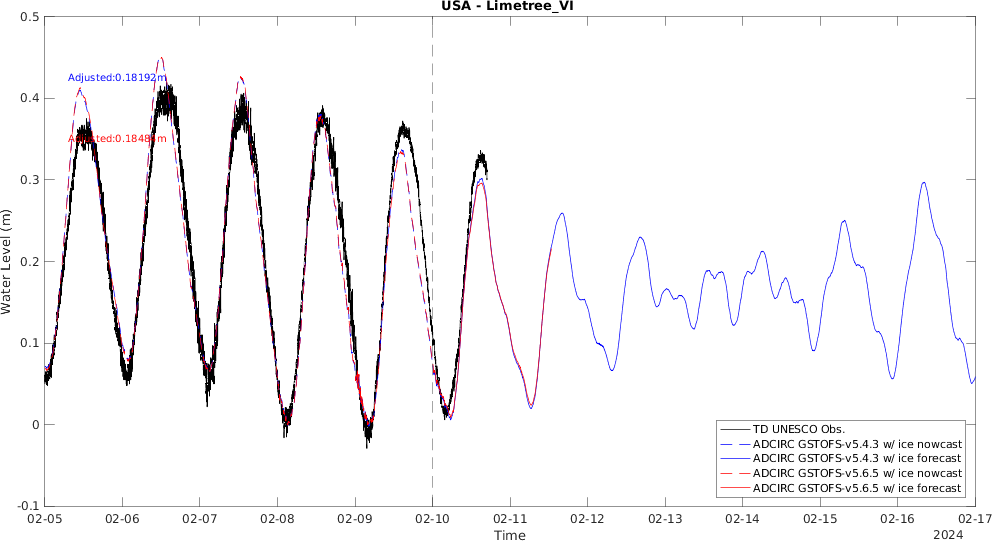 USA - Limetree_VI
0.5
0.4
0.3
0.2
0.1
0
-0.1
Water Level (m)
Adjusted:0.18192m
02-05
02-06
02-07
02-08
02-09
02-10
02-11
02-12
02-13
02-14
02-15
02-16
02-17
Time
2024
TD UNESCO Obs.
ADCIRC GSTOFS-v5.4.3 w/ ice nowcast
ADCIRC GSTOFS-v5.4.3 w/ ice forecast
ADCIRC GSTOFS-v5.6.5 w/ ice nowcast
ADCIRC GSTOFS-v5.6.5 w/ ice forecast